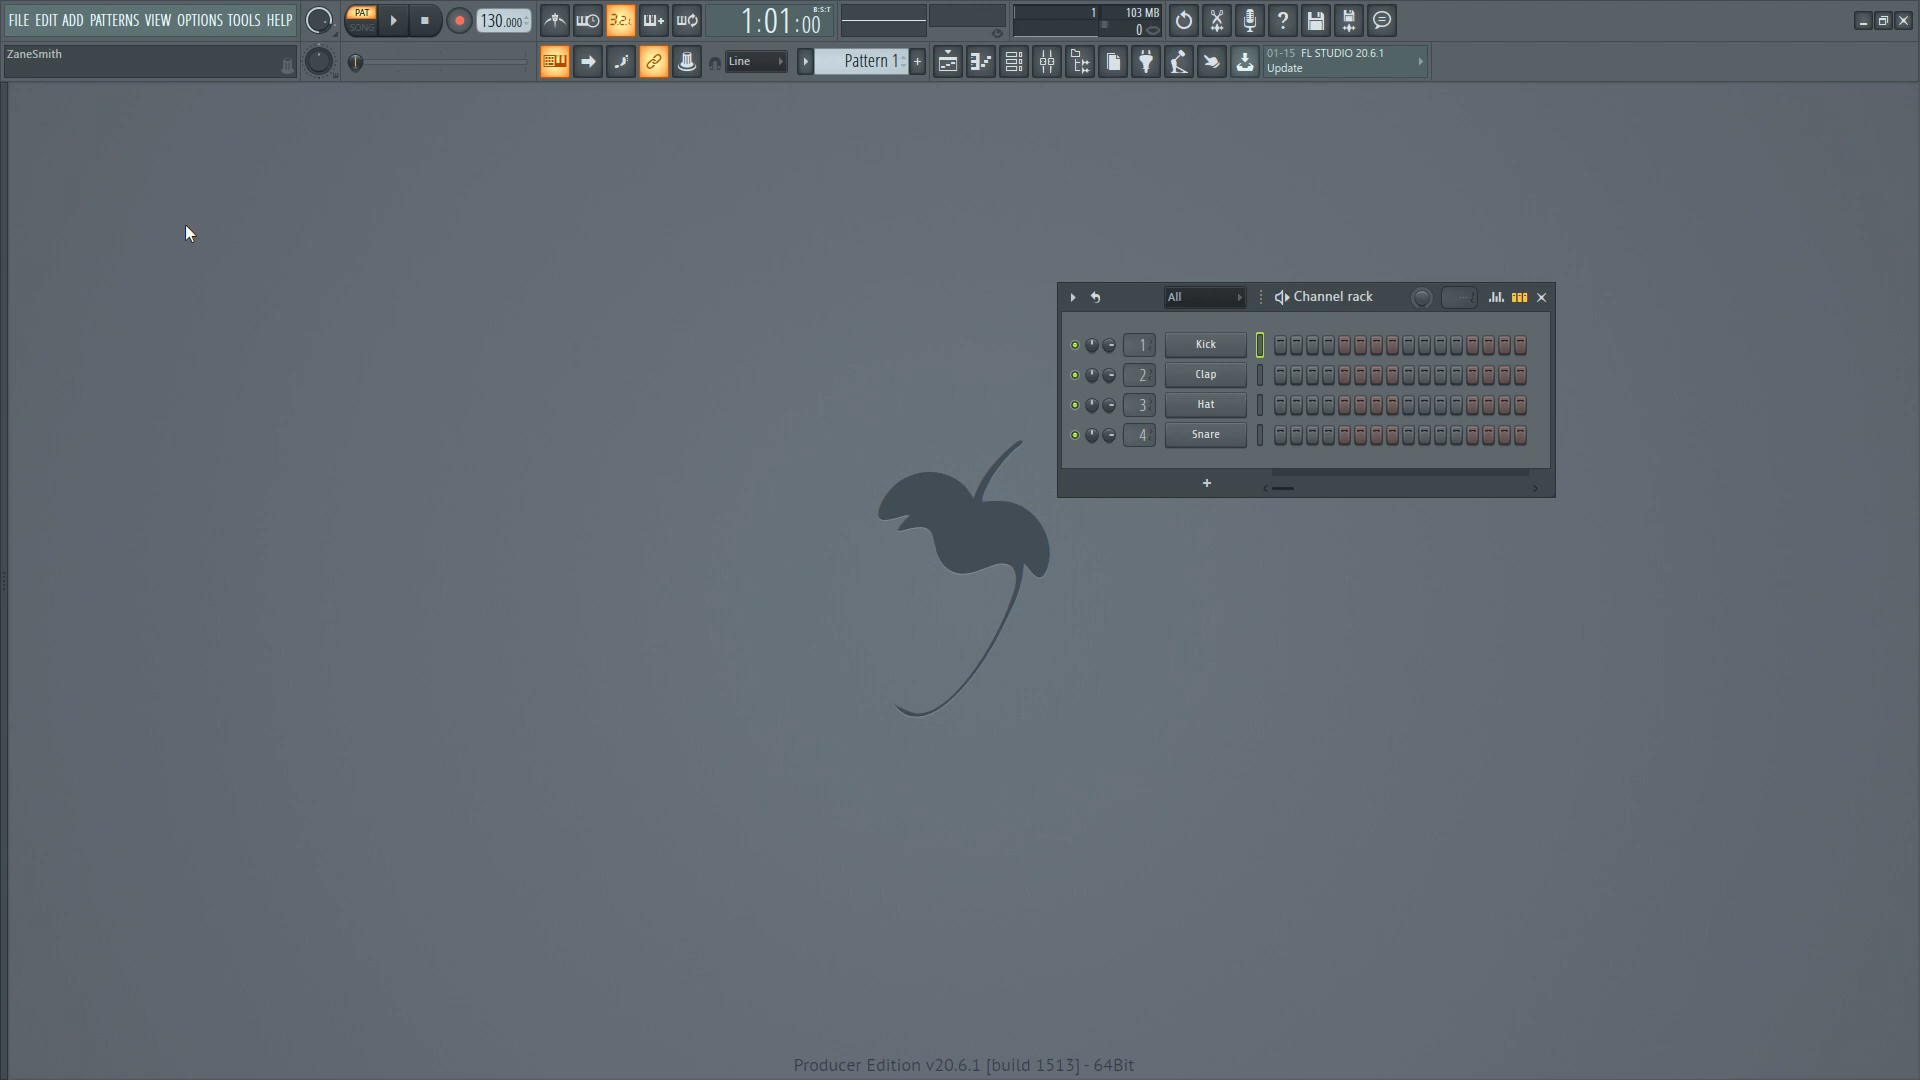 FILE EDIT ADD PATTERNS VIEW OPTIONS TOOLS HELP
PAT
SONG
130.000
3.2.
1:01:00
B:S:T
1
103 MB
0
ZaneSmith
Line
Pattern 1
+
01-15 FL STUDIO 20.6.1
Update
All
Channel rack
1 Kick
2 Clap
3 Hat
4 Snare
+
Producer Edition v20.6.1 [build 1513] - 64Bit